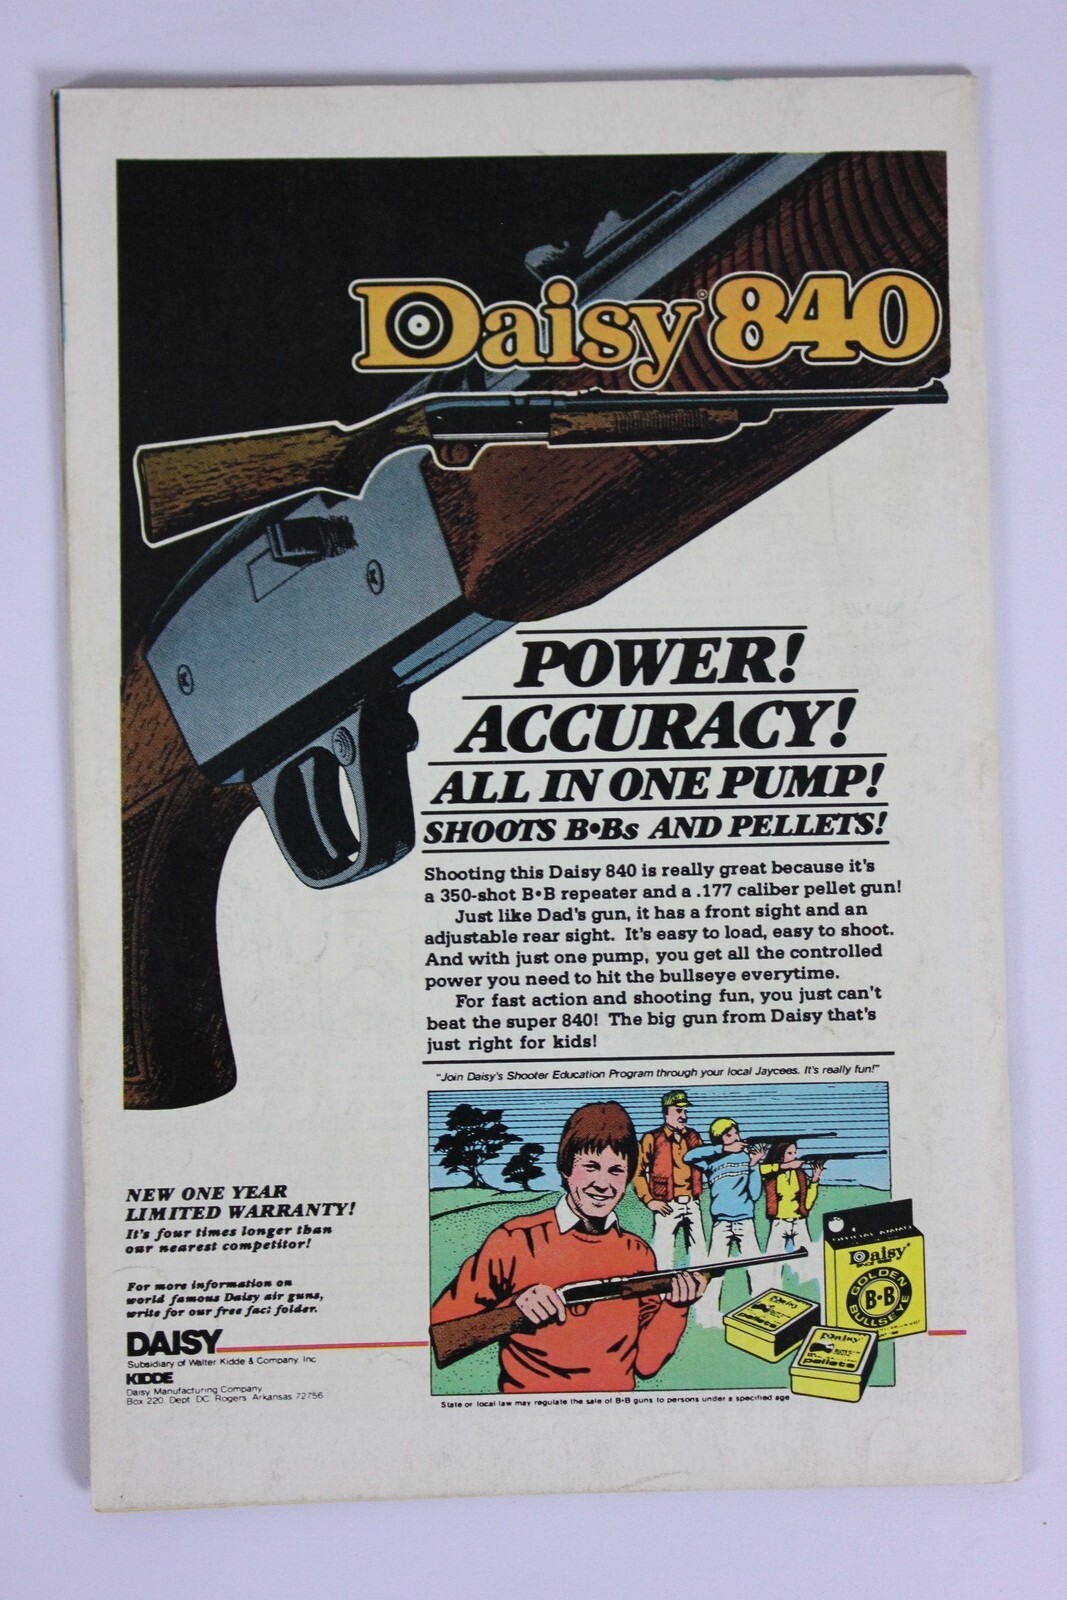 Daisy® 840
POWER!
ACCURACY!
ALL IN ONE PUMP!
SHOOTS B•Bs AND PELLETS!
Shooting this Daisy 840 is really great because it's
a 350-shot B•B repeater and a .177 caliber pellet gun!
Just like Dad's gun, it has a front sight and an
adjustable rear sight. It's easy to load, easy to shoot.
And with just one pump, you get all the controlled
power you need to hit the bullseye everytime.
For fast action and shooting fun, you just can't
beat the super 840! The big gun from Daisy that's
just right for kids!
"Join Daisy's Shooter Education Program through your local Jaycees. It's really fun!"
NEW ONE YEAR
LIMITED WARRANTY!
It's four times longer than
our nearest competitor!
For more information on
world famous Daisy air guns,
write for our free fact folder.
DAISY
Subsidiary of Walter Kidde & Company Inc
KIDDE
Daisy Manufacturing Company
Box 220, Dept DC Rogers Arkansas 72756
OFFICIAL AMMO
Daisy®
GOLDEN
B•B
BULLSEYE
Daisy
pellets
Daisy
pellets
State or local law may regulate the sale of B•B guns to persons under a specified age